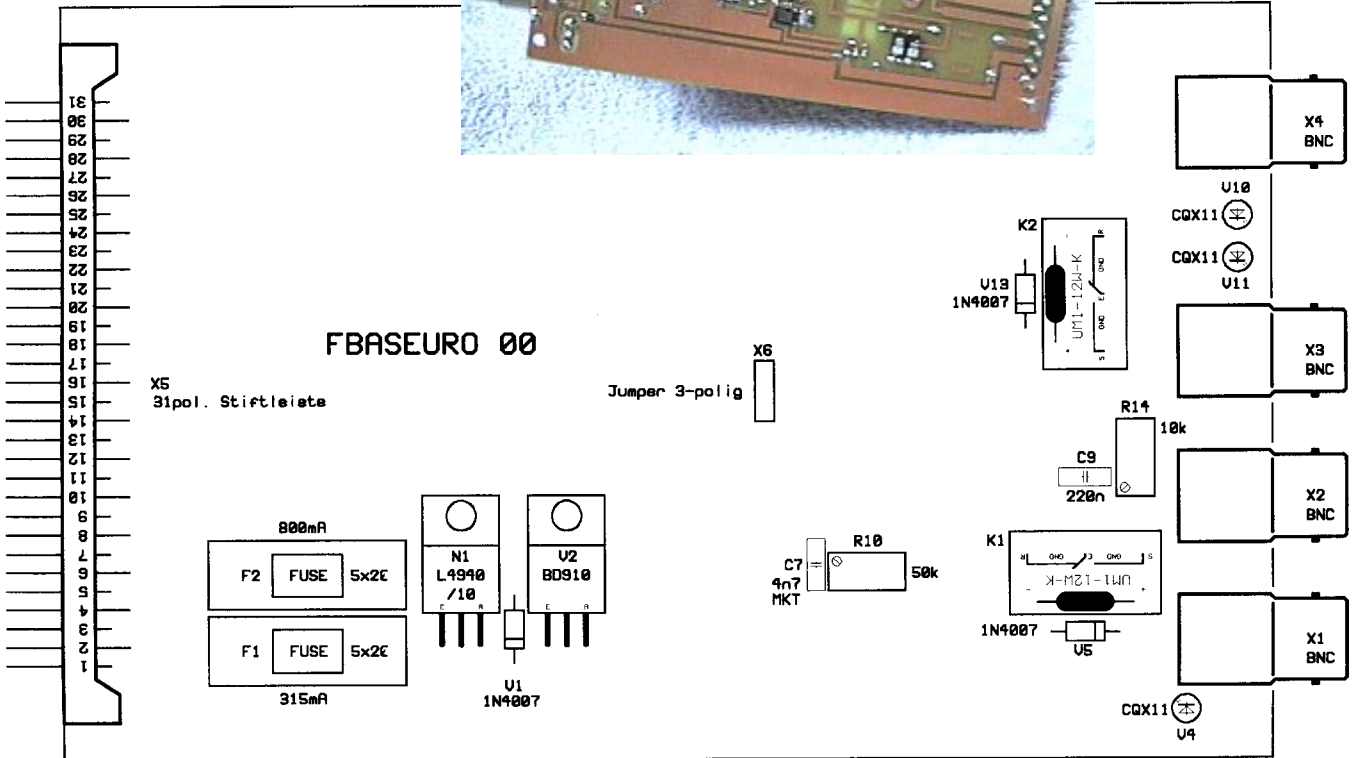 31
30
29
28
27
26
25
24
23
22
21
20
19
18
17
16
15
14
13
12
11
10
9
8
7
6
5
4
3
2
1
X5
31pol. Stiftleiste
FBASEURO 00
X6
Jumper 3-polig
800mA
F2 FUSE 5x20
F1 FUSE 5x20
315mA
N1
L4940
/10
E A
V2
BD910
E A
V1
1N4007
C7
4n7
MKT
R10
50k
K2
UM1-12W-K
R
GND
E
GND
S
V13
1N4007
R14
10k
C9
220n
K1
R GND E GND S
UM1-12W-K
1N4007
V5
X4
BNC
V10
CQX11
CQX11
V11
X3
BNC
X2
BNC
X1
BNC
CQX11
V4